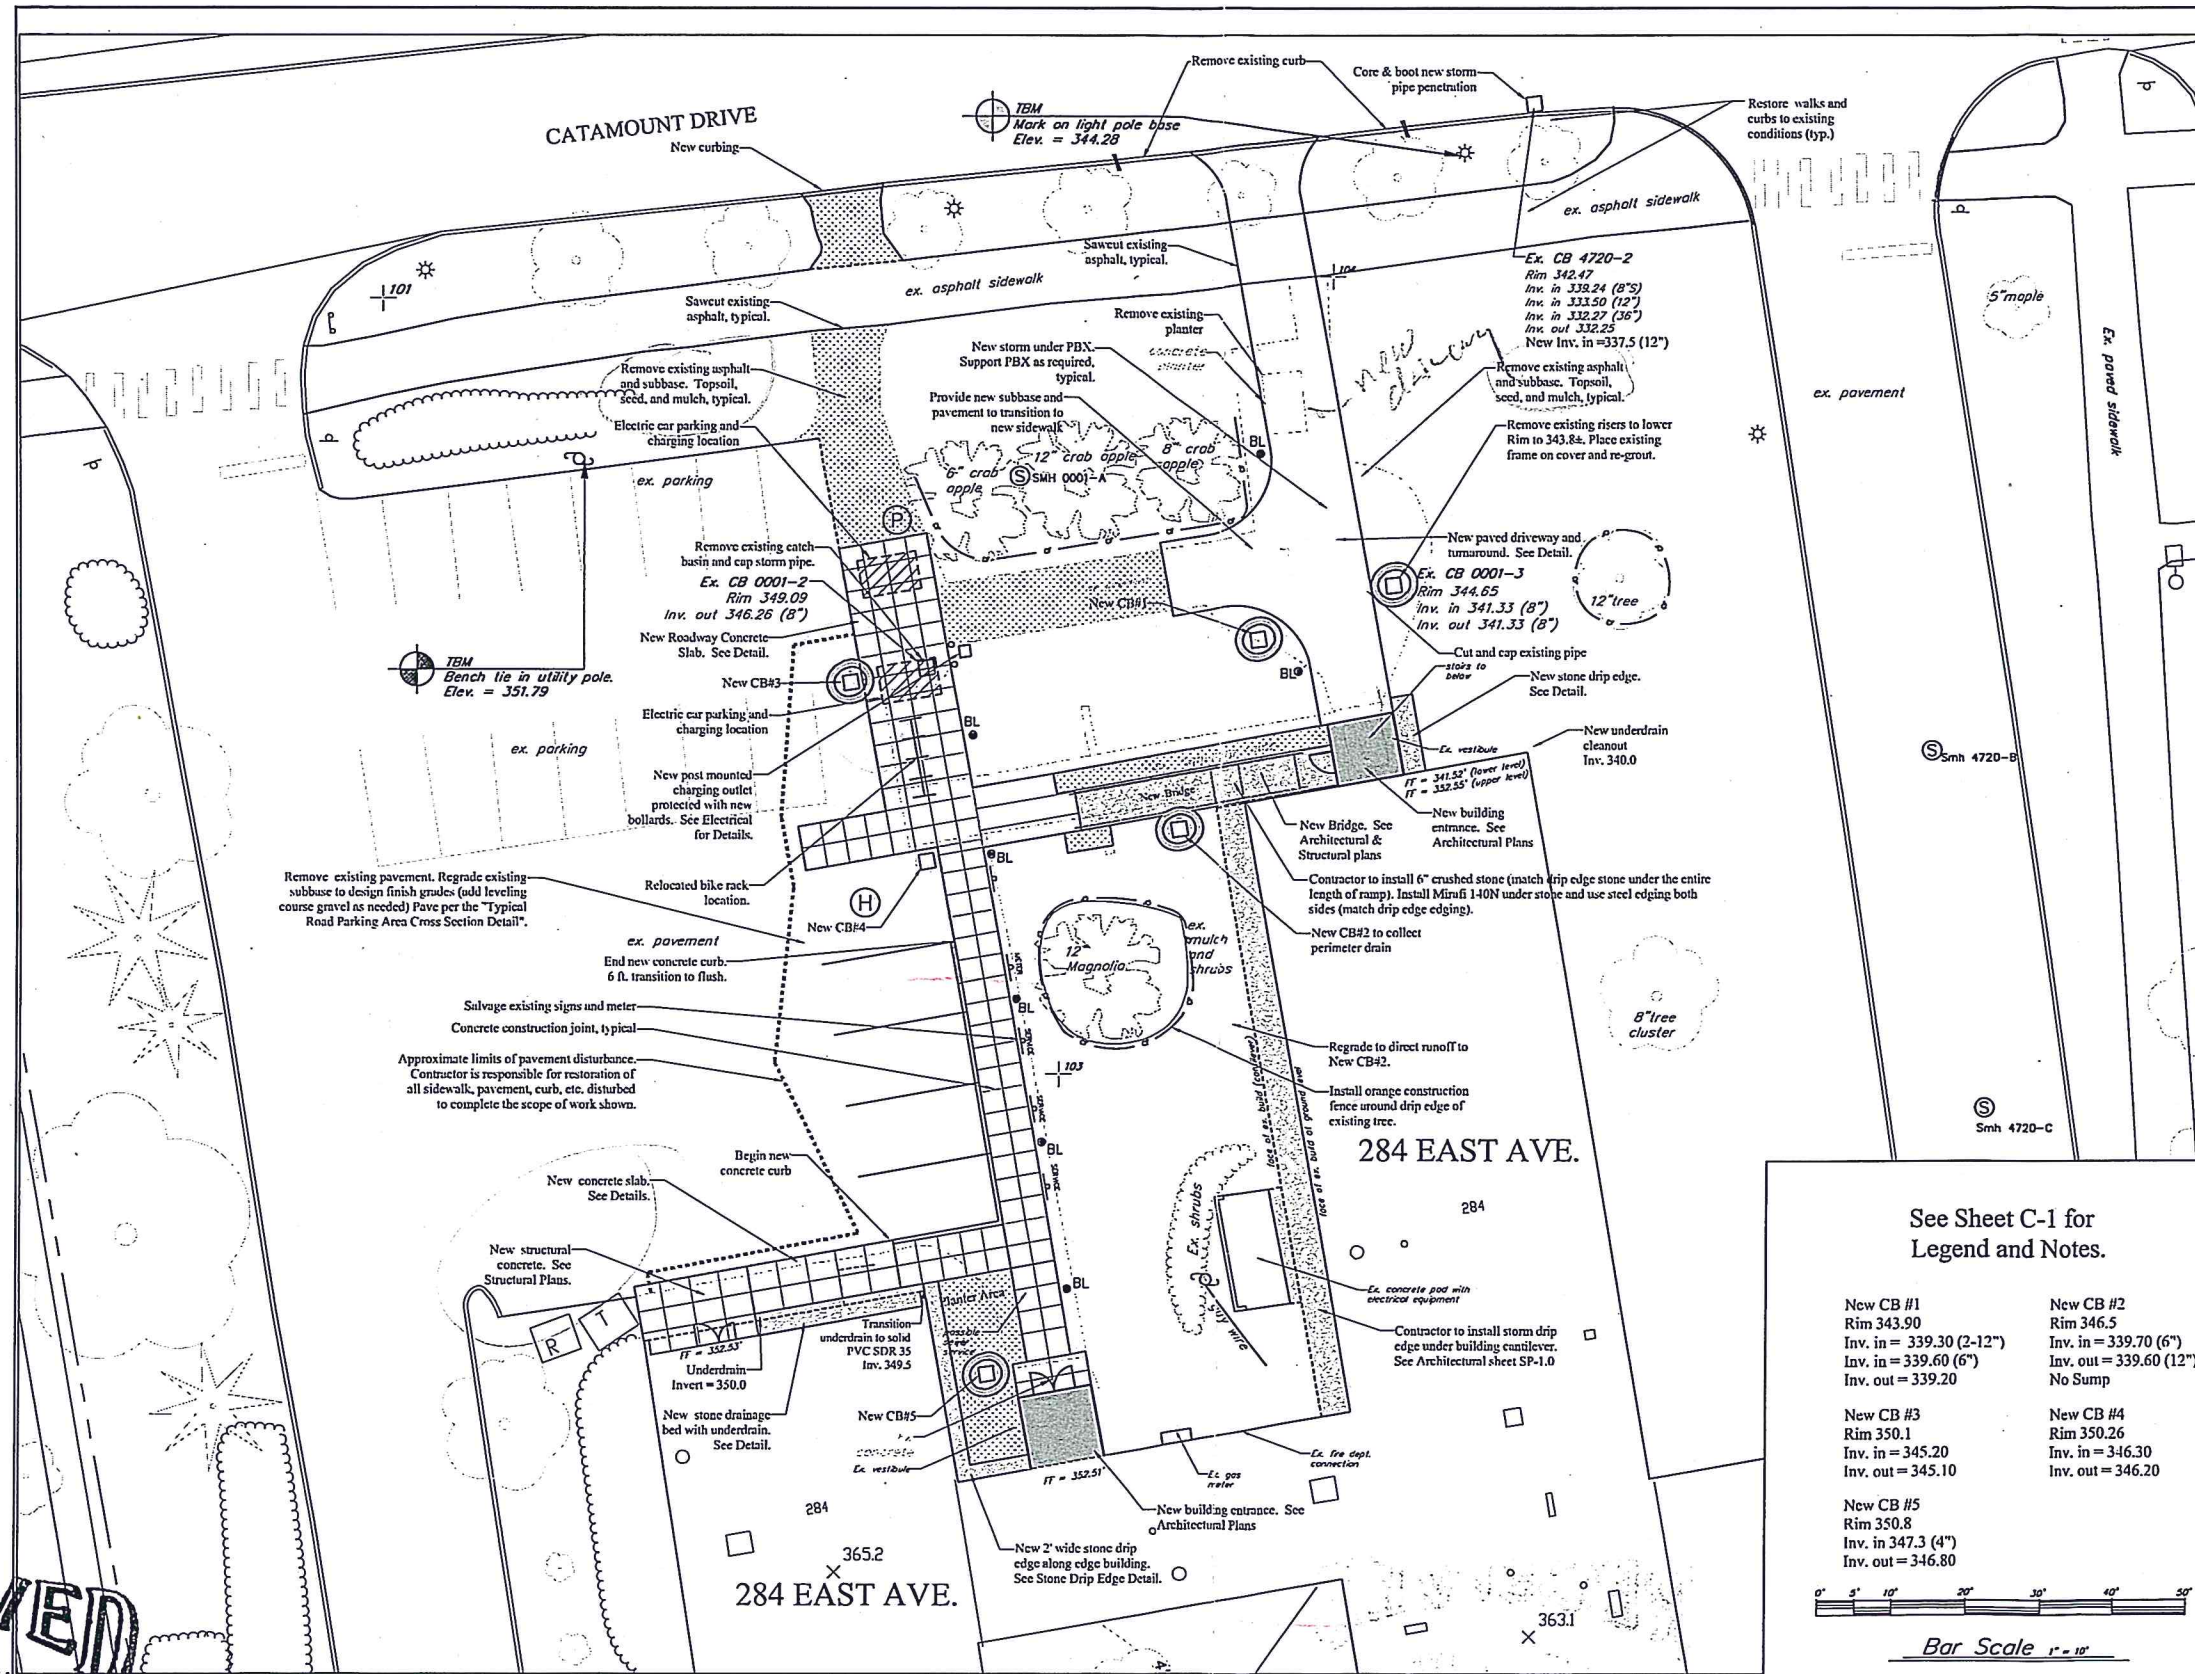 CATAMOUNT DRIVE
New curbing
TBM
Mark on light pole base
Elev. = 344.28
Remove existing curb
Core & boot new storm
pipe penetration
Restore walks and
curbs to existing
conditions (typ.)
101
ex. asphalt sidewalk
Sawcut existing
asphalt, typical.
Sawcut existing
asphalt, typical.
ex. asphalt sidewalk
Ex. CB 4720-2
Rim 342.47
Inv. in 339.24 (8"S)
Inv. in 333.50 (12")
Inv. in 332.27 (36")
Inv. out 332.25
New Inv. in =337.5 (12")
5"maple
Ex. paved sidewalk
ex. pavement
Remove existing
planter
concrete
planter
new
driveway
New storm under PBX.
Support PBX as required,
typical.
Provide new subbase and
pavement to transition to
new sidewalk
Remove existing asphalt
and subbase. Topsoil,
seed, and mulch, typical.
Remove existing asphalt
and subbase. Topsoil,
seed, and mulch, typical.
Electric car parking and
charging location
Remove existing risers to lower
Rim to 343.8±. Place existing
frame on cover and re-grout.
6" crab
apple
12" crab apple
8" crab
apple
S SMH 0001-A
BL
ex. parking
P
Remove existing catch
basin and cap storm pipe.
Ex. CB 0001-2
Rim 349.09
Inv. out 346.26 (8")
New Roadway Concrete
Slab. See Detail.
New CB#1
New paved driveway and
turnaround. See Detail.
Ex. CB 0001-3
Rim 344.65
Inv. in 341.33 (8")
Inv. out 341.33 (8")
12"tree
Cut and cap existing pipe
stairs to
below
New stone drip edge.
See Detail.
BL
TBM
Bench tie in utility pole.
Elev. = 351.79
New CB#3
Electric car parking and
charging location
BL
ex. parking
New post mounted
charging outlet
protected with new
bollards. See Electrical
for Details.
Ex. vestibule
New underdrain
cleanout
Inv. 340.0
FF = 341.52' (lower level)
FF = 352.55' (upper level)
S Smh 4720-B
New Bridge
New Bridge. See
Architectural &
Structural plans
New building
entrance. See
Architectural Plans
BL
Remove existing pavement. Regrade existing
subbase to design finish grades (add leveling
course gravel as needed) Pave per the "Typical
Road Parking Area Cross Section Detail".
Relocated bike rack
location.
H
New CB#4
Contractor to install 6" crushed stone (match drip edge stone under the entire
length of ramp). Install Mirafi 140N under stone and use steel edging both
sides (match drip edge edging).
New CB#2 to collect
perimeter drain
ex. pavement
End new concrete curb.
6 ft. transition to flush.
12"
Magnolia
ex.
mulch
and
shrubs
Salvage existing signs and meter
Concrete construction joint, typical
BL
SERVICE
8"tree
cluster
Approximate limits of pavement disturbance.
Contractor is responsible for restoration of
all sidewalk, pavement, curb, etc. disturbed
to complete the scope of work shown.
103
Regrade to direct runoff to
New CB#2.
Install orange construction
fence around drip edge of
existing tree.
SERVICE
BL
SERVICE
face of ex. build at ground level
S
Smh 4720-C
284 EAST AVE.
284
Begin new
concrete curb
New concrete slab.
See Details.
New structural
concrete. See
Structural Plans.
Ex. shrubs
guy wire
BL
Planter Area
Ex. concrete pad with
electrical equipment
R
T
FF = 352.53'
Underdrain
Invert = 350.0
Transition
underdrain to solid
PVC SDR 35
Inv. 349.5
possible
Contractor to install storm drip
edge under building cantilever.
See Architectural sheet SP-1.0
New stone drainage
bed with underdrain.
See Detail.
New CB#5
concrete
Ex. vestibule
FF = 352.51'
Ex. gas
meter
Ex. fire dept.
connection
New building entrance. See
Architectural Plans
New 2' wide stone drip
edge along edge building.
See Stone Drip Edge Detail.
284
365.2
284 EAST AVE.
363.1
See Sheet C-1 for
Legend and Notes.
New CB #1
Rim 343.90
Inv. in = 339.30 (2-12")
Inv. in = 339.60 (6")
Inv. out = 339.20
New CB #2
Rim 346.5
Inv. in = 339.70 (6")
Inv. out = 339.60 (12")
No Sump
New CB #3
Rim 350.1
Inv. in = 345.20
Inv. out = 345.10
New CB #4
Rim 350.26
Inv. in = 346.30
Inv. out = 346.20
New CB #5
Rim 350.8
Inv. in 347.3 (4")
Inv. out = 346.80
0' 5' 10' 20' 30' 40' 50'
Bar Scale 1" = 10'